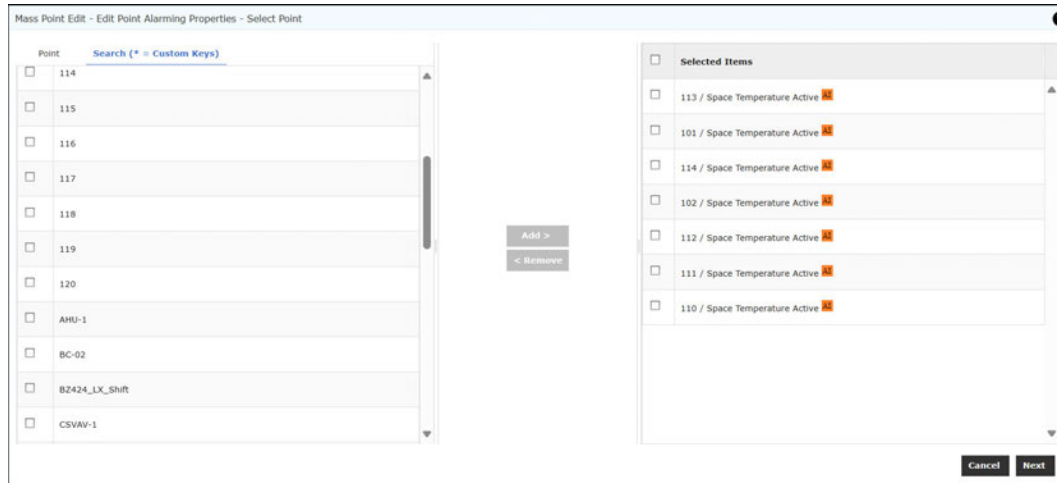 Mass Point Edit - Edit Point Alarming Properties - Select Point
Point
Search (* = Custom Keys)
114
115
116
117
118
119
120
AHU-1
BC-02
BZ424_LX_Shift
CSVAV-1
Add >
< Remove
Selected Items
113 / Space Temperature Active AI
101 / Space Temperature Active AI
114 / Space Temperature Active AI
102 / Space Temperature Active AI
112 / Space Temperature Active AI
111 / Space Temperature Active AI
110 / Space Temperature Active AI
Cancel
Next